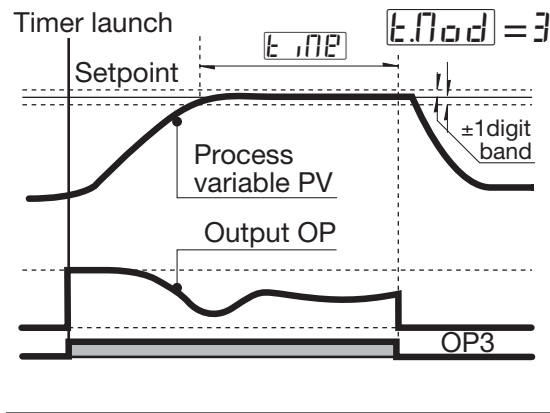 Timer launch
t.iME
t.Mod = 3
Setpoint
±1digit
band
Process
variable PV
Output OP
OP3